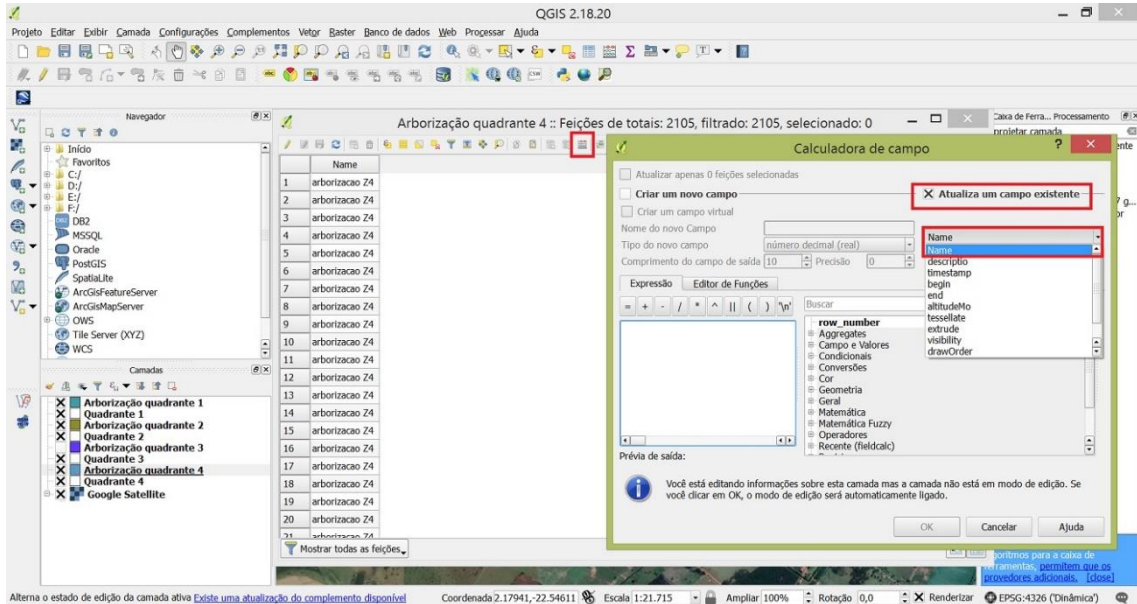 QGIS 2.18.20
Projeto Editar Exibir Camada Configurações Complementos Vetor Raster Banco de dados Web Processar Ajuda
Navegador
Início
Favoritos
C:/
D:/
E:/
F:/
DB2
MSSQL
Oracle
PostGIS
SpatiaLite
ArcGisFeatureServer
ArcGisMapServer
OWS
Tile Server (XYZ)
WCS
Camadas
Arborização quadrante 1
Quadrante 1
Arborização quadrante 2
Quadrante 2
Arborização quadrante 3
Quadrante 3
Arborização quadrante 4
Quadrante 4
Google Satellite
Arborização quadrante 4 :: Feições de totais: 2105, filtrado: 2105, selecionado: 0
Name
1 arborizacao Z4
2 arborizacao Z4
3 arborizacao Z4
4 arborizacao Z4
5 arborizacao Z4
6 arborizacao Z4
7 arborizacao Z4
8 arborizacao Z4
9 arborizacao Z4
10 arborizacao Z4
11 arborizacao Z4
12 arborizacao Z4
13 arborizacao Z4
14 arborizacao Z4
15 arborizacao Z4
16 arborizacao Z4
17 arborizacao Z4
18 arborizacao Z4
19 arborizacao Z4
20 arborizacao Z4
21 arborizacao Z4
Mostrar todas as feições
Caixa de Ferra... Processamento
projetar camada
Calculadora de campo
Atualizar apenas 0 feições selecionadas
Criar um novo campo
Atualiza um campo existente
Criar um campo virtual
Nome do novo Campo
Tipo do novo campo número decimal (real)
Comprimento do campo de saída 10 Precisão 0
Name
Name
descriptio
timestamp
begin
end
altitudeMo
tessellate
extrude
visibility
drawOrder
Expressão Editor de Funções
= + - / * ^ || ( ) '\n'
Buscar
row_number
Aggregates
Campo e Valores
Condicionais
Conversões
Cor
Geometria
Geral
Matemática
Matemática Fuzzy
Operadores
Recente (fieldcalc)
Prévia de saída:
Você está editando informações sobre esta camada mas a camada não está em modo de edição. Se
você clicar em OK, o modo de edição será automaticamente ligado.
OK Cancelar Ajuda
algoritmos para a caixa de
ferramentas, permitem que os
provedores adicionais. [close]
Alterna o estado de edição da camada ativa Existe uma atualização do complemento disponível Coordenada 2.17941,-22.54611 Escala 1:21.715 Ampliar 100% Rotação 0,0 Renderizar EPSG:4326 ('Dinâmica')